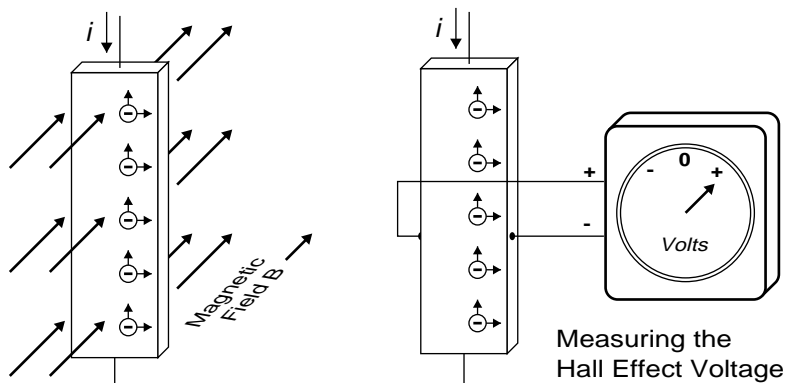 i
Magnetic
Field B
i
+
-
- 0 +
Volts
Measuring the
Hall Effect Voltage